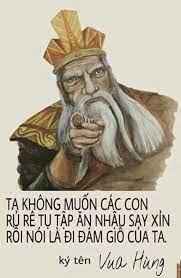 TA KHÔNG MUỐN CÁC CON
RỦ RÊ TỤ TẬP ĂN NHẬU SAY XỈN
RỒI NÓI LÀ ĐI ĐÁM GIỖ CỦA TA.
ký tên Vua Hùng